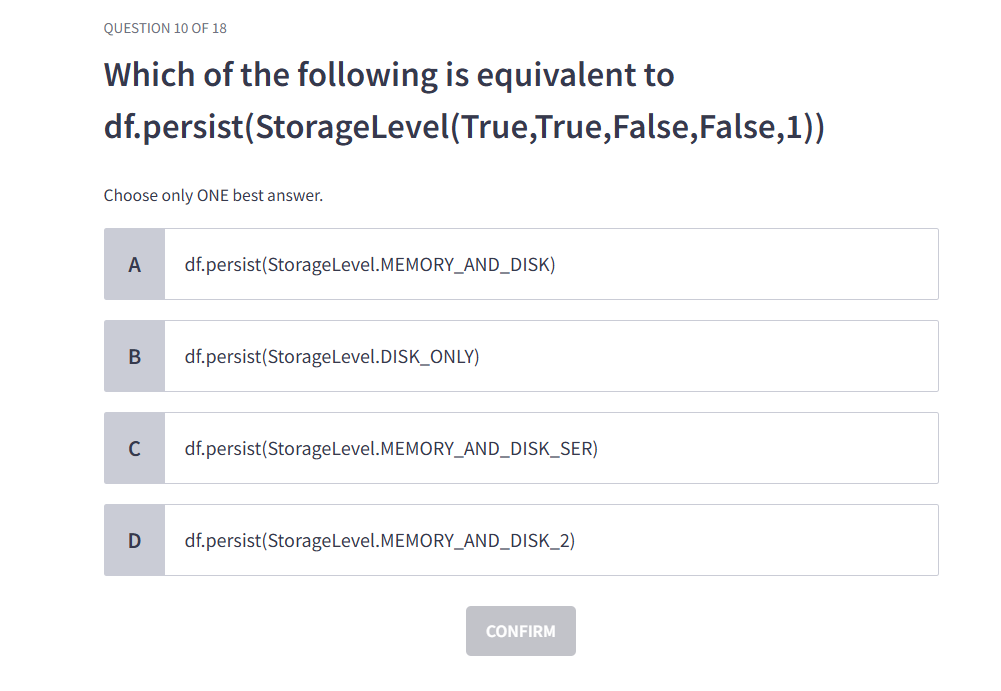 QUESTION 10 OF 18
Which of the following is equivalent to
df.persist(StorageLevel(True,True,False,False,1))
Choose only ONE best answer.
A df.persist(StorageLevel.MEMORY_AND_DISK)
B df.persist(StorageLevel.DISK_ONLY)
C df.persist(StorageLevel.MEMORY_AND_DISK_SER)
D df.persist(StorageLevel.MEMORY_AND_DISK_2)
CONFIRM